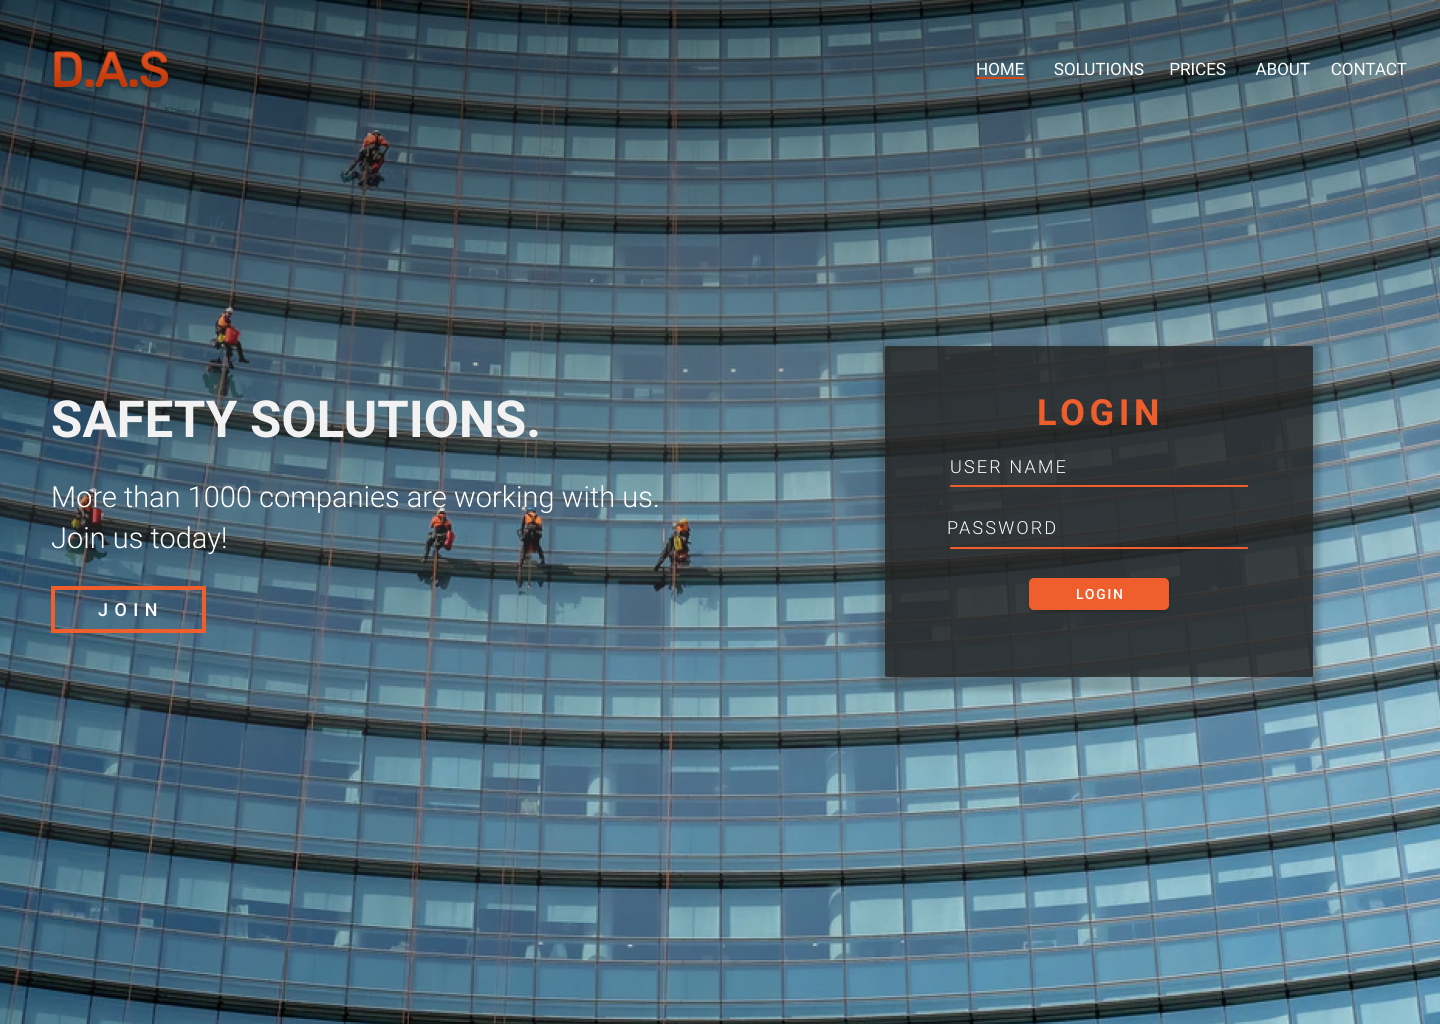 D.A.S
HOME SOLUTIONS PRICES ABOUT CONTACT
SAFETY SOLUTIONS.
More than 1000 companies are working with us.
Join us today!
JOIN
LOGIN
USER NAME
PASSWORD
LOGIN